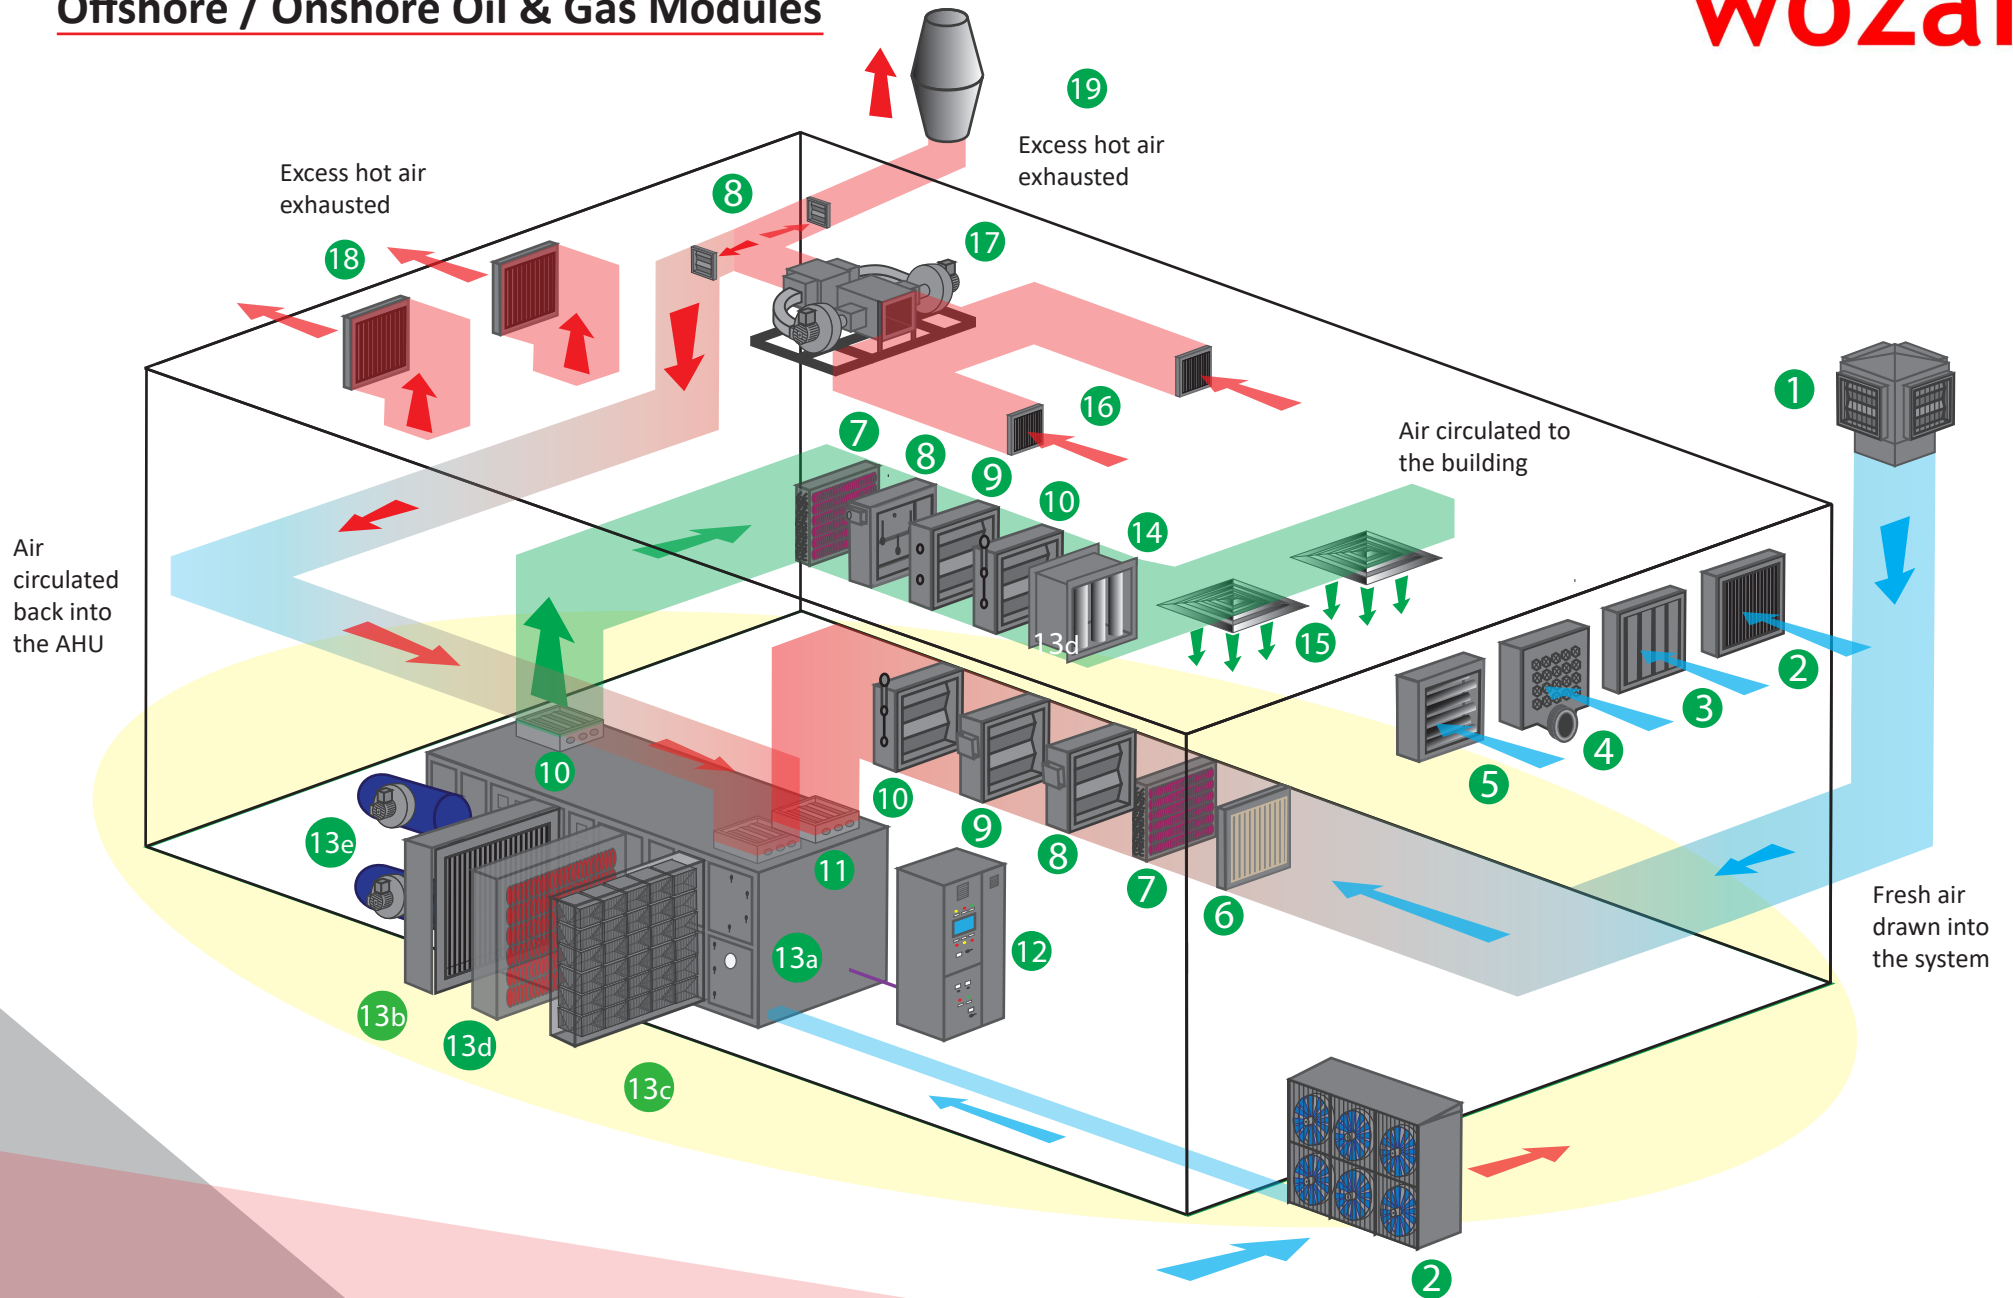 Offshore / Onshore Oil & Gas Modules
wozai
19
Excess hot air
exhausted
Excess hot air
exhausted
8
18
17
1
16
7
8
9
10
14
Air circulated to
the building
Air
circulated
back into
the AHU
13d
15
2
3
4
5
10
10
9
8
7
6
11
13e
12
13a
Fresh air
drawn into
the system
13b
13d
13c
2